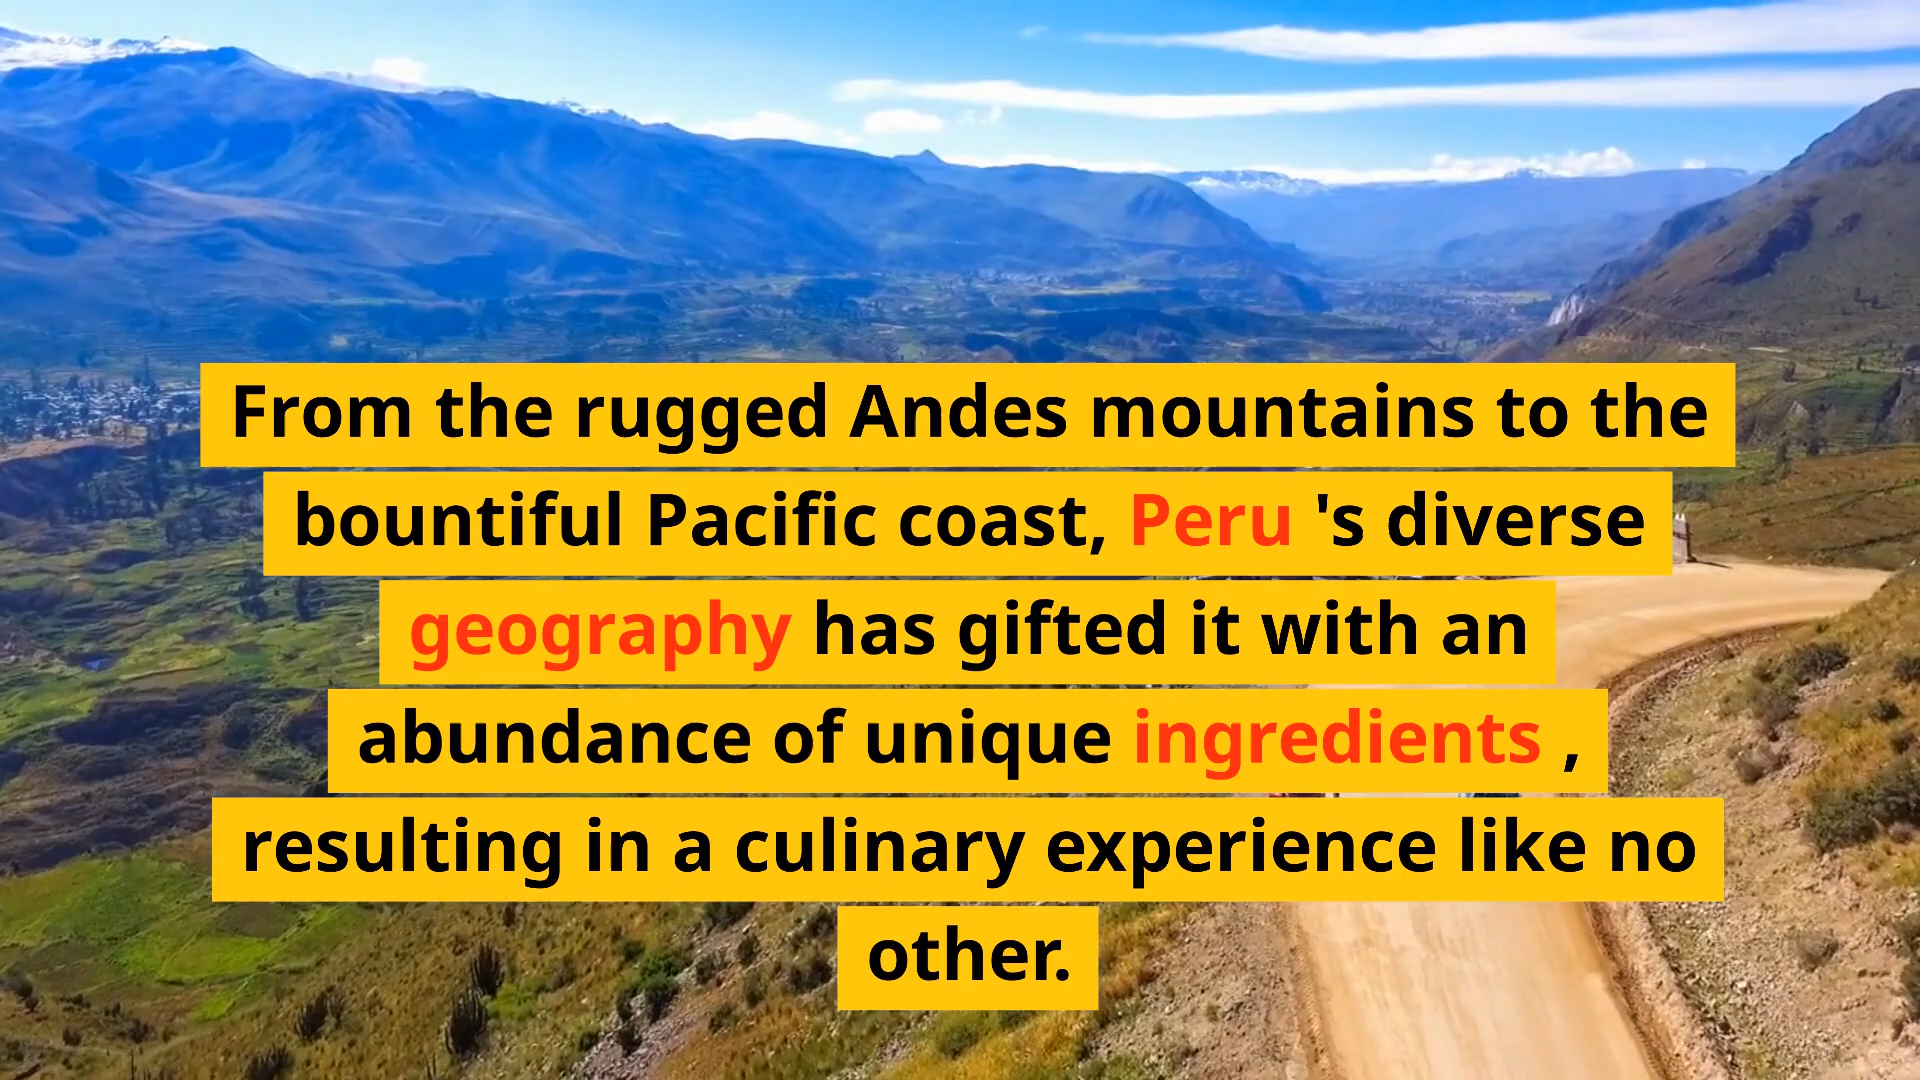 From the rugged Andes mountains to the
bountiful Pacific coast, Peru 's diverse
geography has gifted it with an
abundance of unique ingredients ,
resulting in a culinary experience like no
other.